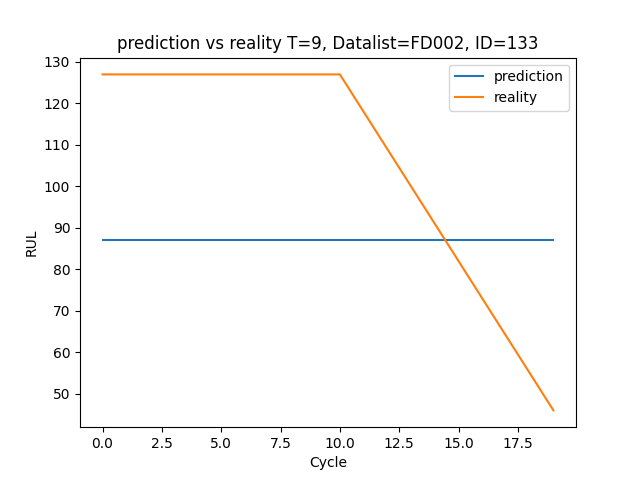 prediction vs reality T=9, Datalist=FD002, ID=133
130
120
110
100
90
80
70
60
50
RUL
prediction
reality
0.0 2.5 5.0 7.5 10.0 12.5 15.0 17.5
Cycle